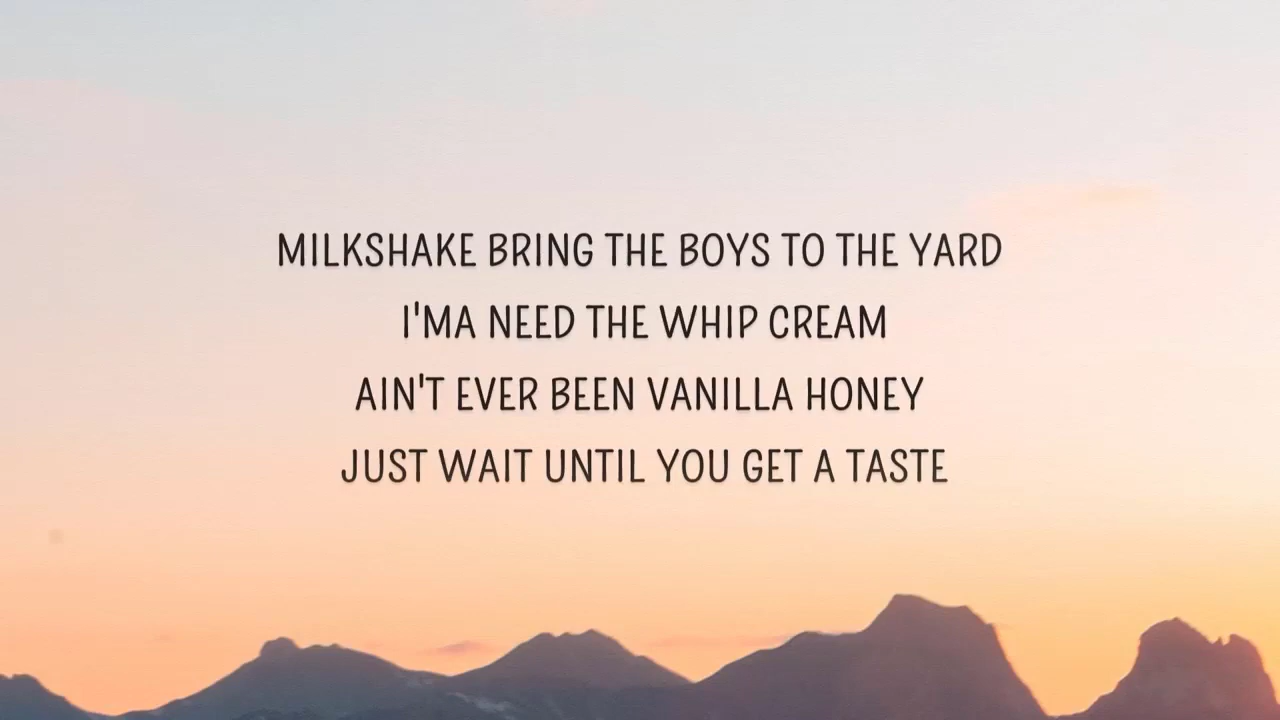 MILKSHAKE BRING THE BOYS TO THE YARD
I'MA NEED THE WHIP CREAM
AIN'T EVER BEEN VANILLA HONEY
JUST WAIT UNTIL YOU GET A TASTE